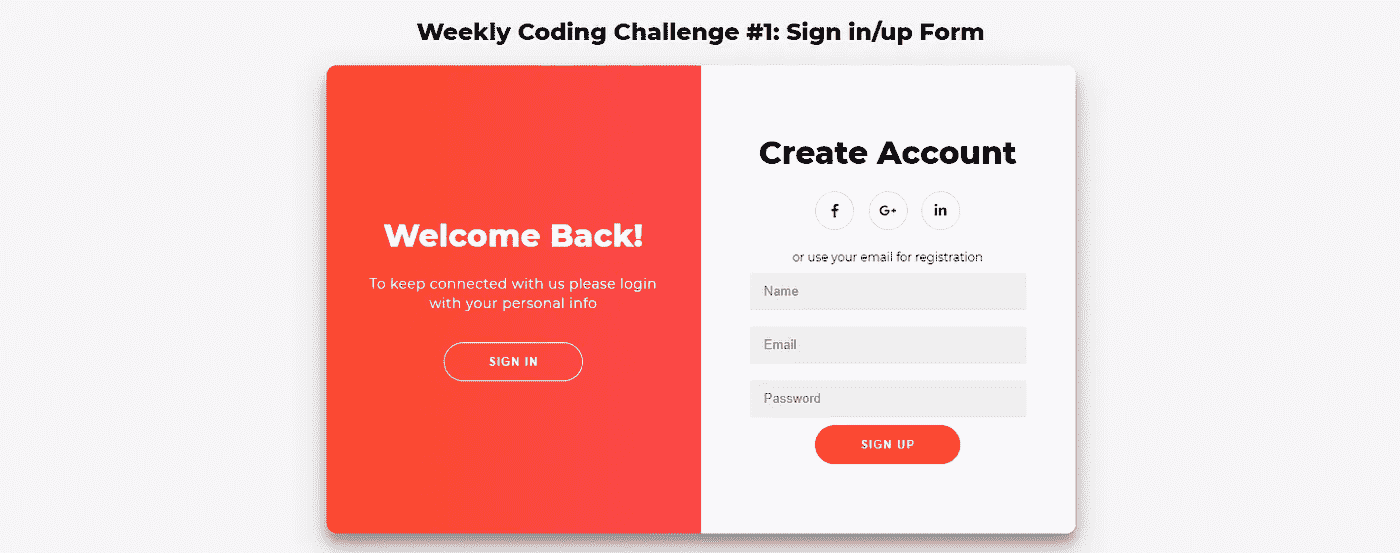 Weekly Coding Challenge #1: Sign in/up Form
Welcome Back!
To keep connected with us please login
with your personal info
SIGN IN
Create Account
f G+ in
or use your email for registration
Name
Email
Password
SIGN UP